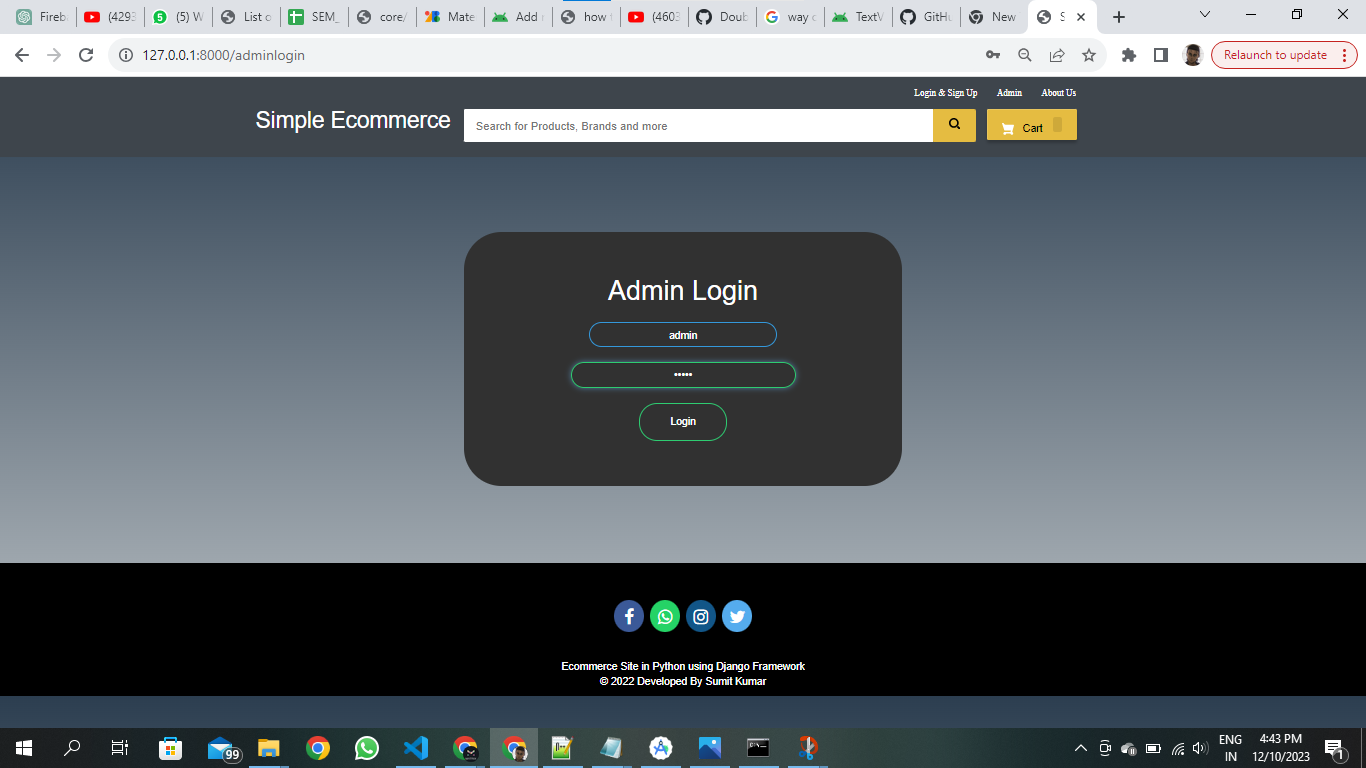 Fireb
(4293
(5) W
List o
SEM_
core/
Mate
Add
how
(4603
Doub
way c
TextV
GitHu
New
S
127.0.0.1:8000/adminlogin
Relaunch to update
Login & Sign Up Admin About Us
Simple Ecommerce
Search for Products, Brands and more
Cart
Admin Login
admin
•••••
Login
Ecommerce Site in Python using Django Framework
© 2022 Developed By Sumit Kumar
99
ENG
IN
4:43 PM
12/10/2023
1